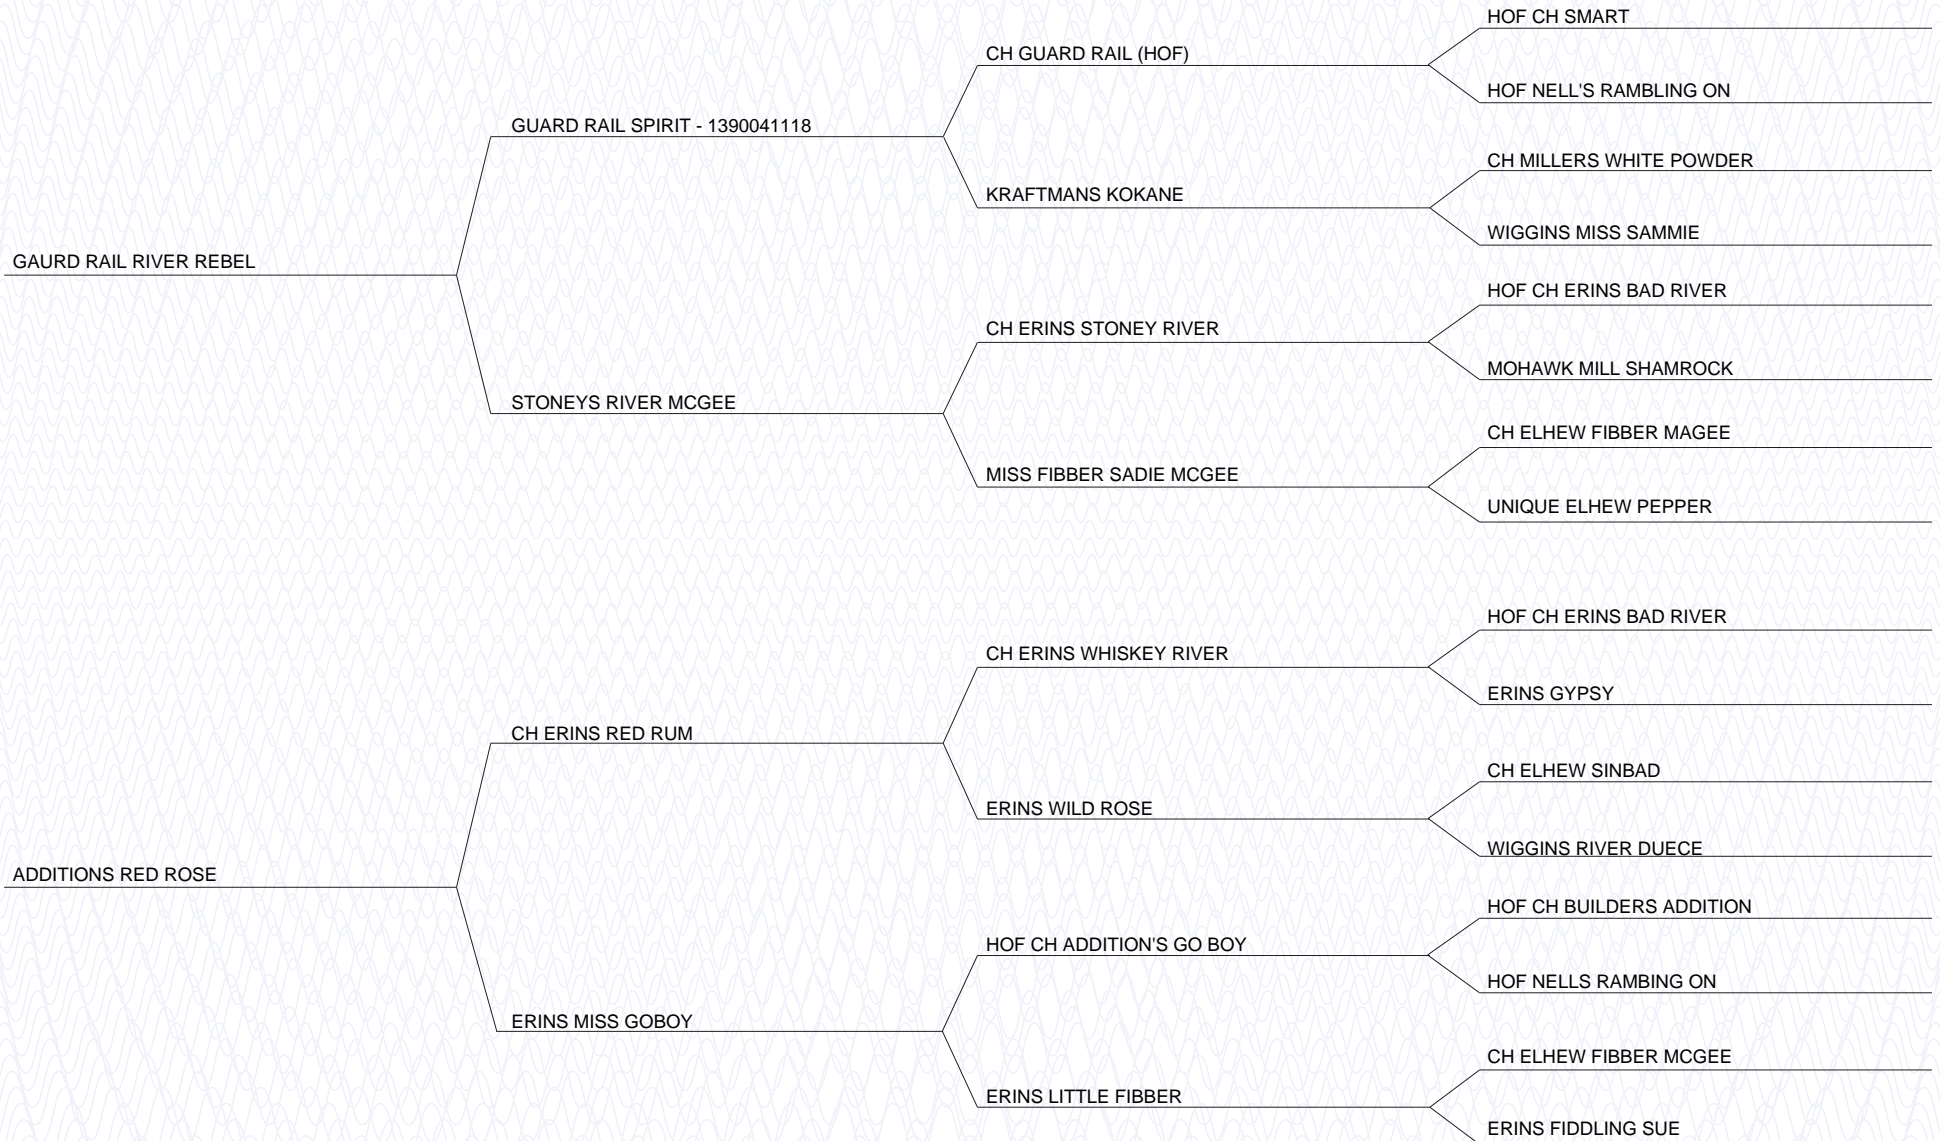 HOF CH SMART
CH GUARD RAIL (HOF)
HOF NELL'S RAMBLING ON
GUARD RAIL SPIRIT - 1390041118
CH MILLERS WHITE POWDER
KRAFTMANS KOKANE
WIGGINS MISS SAMMIE
GAURD RAIL RIVER REBEL
HOF CH ERINS BAD RIVER
CH ERINS STONEY RIVER
MOHAWK MILL SHAMROCK
STONEYS RIVER MCGEE
CH ELHEW FIBBER MAGEE
MISS FIBBER SADIE MCGEE
UNIQUE ELHEW PEPPER
HOF CH ERINS BAD RIVER
CH ERINS WHISKEY RIVER
ERINS GYPSY
CH ERINS RED RUM
CH ELHEW SINBAD
ERINS WILD ROSE
WIGGINS RIVER DUECE
ADDITIONS RED ROSE
HOF CH BUILDERS ADDITION
HOF CH ADDITION'S GO BOY
HOF NELLS RAMBING ON
ERINS MISS GOBOY
CH ELHEW FIBBER MCGEE
ERINS LITTLE FIBBER
ERINS FIDDLING SUE